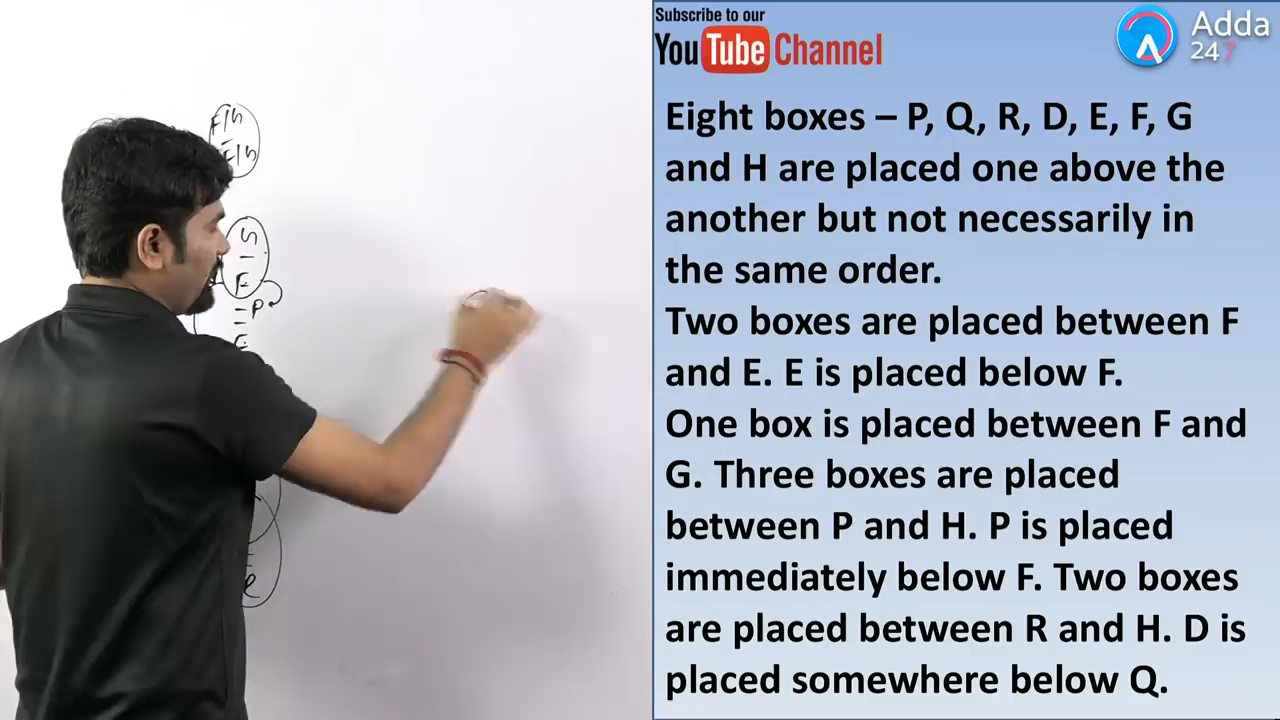 Subscribe to our
YouTube Channel
Adda
247
Eight boxes – P, Q, R, D, E, F, G
and H are placed one above the
another but not necessarily in
the same order.
Two boxes are placed between F
and E. E is placed below F.
One box is placed between F and
G. Three boxes are placed
between P and H. P is placed
immediately below F. Two boxes
are placed between R and H. D is
placed somewhere below Q.
F/G
F/G
G
F
P